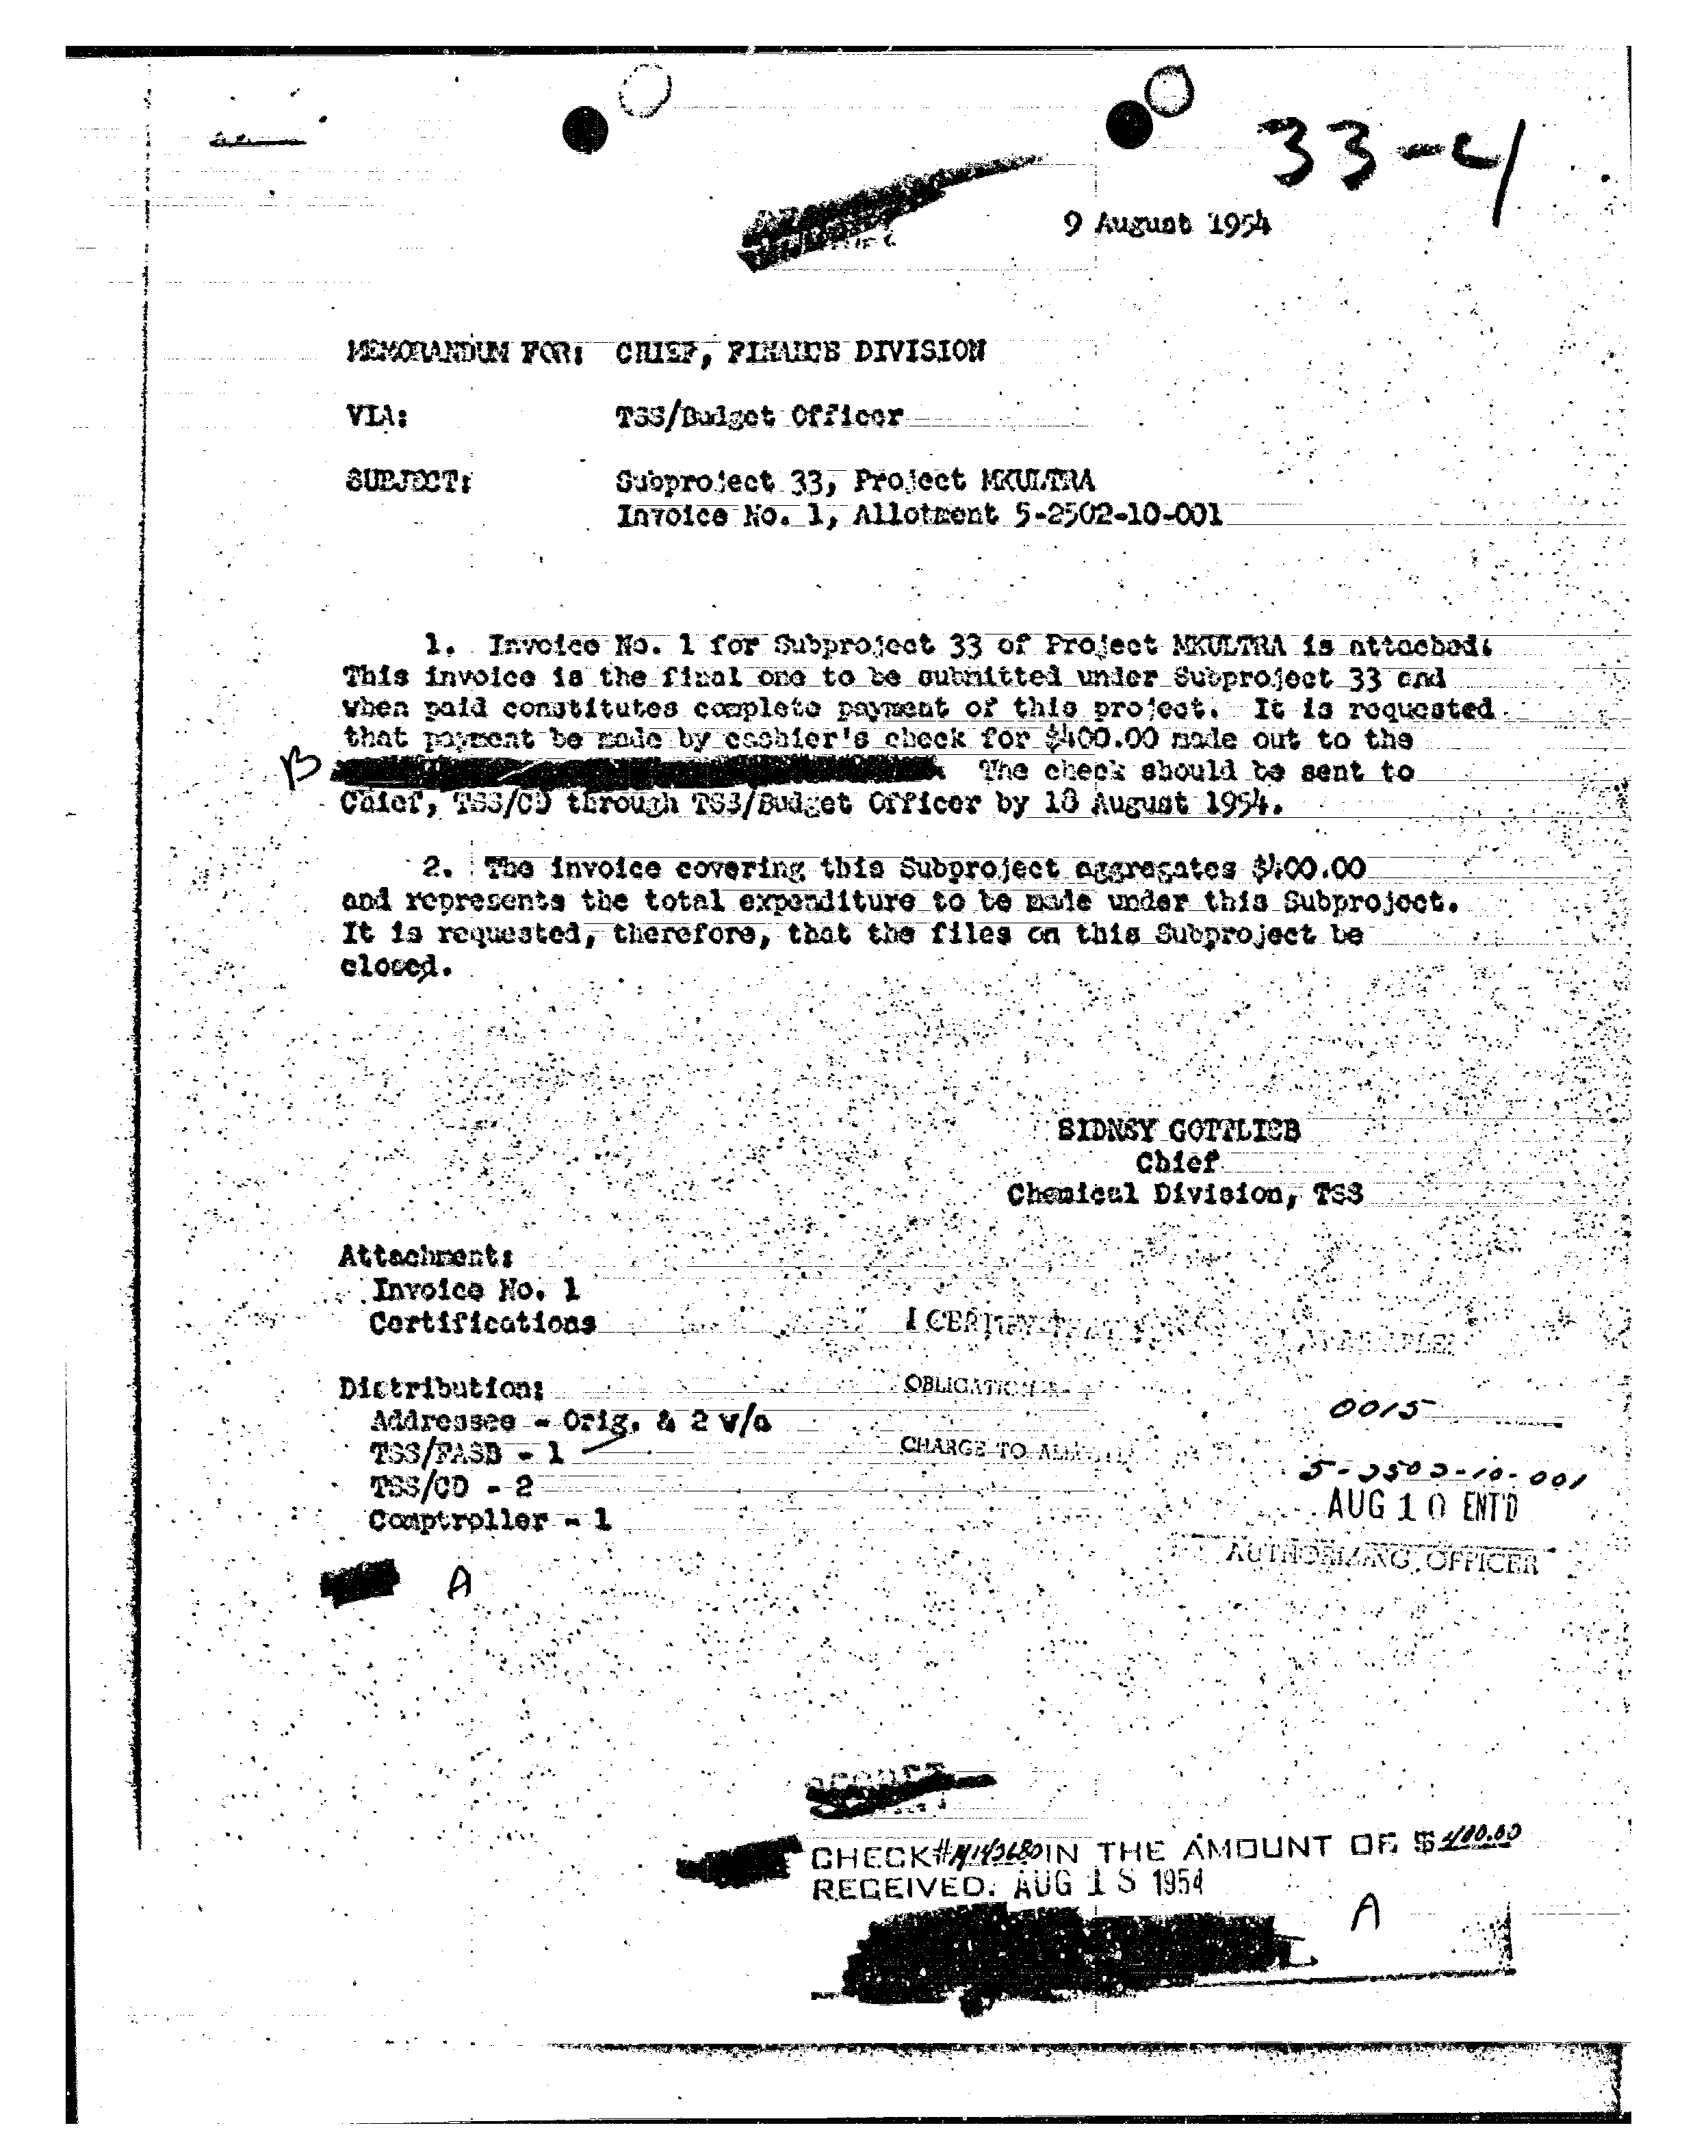 33-4
9 August 1954
MEMORANDUM FOR: CHIEF, FINANCE DIVISION
VIA: TSS/Budget Officer
SUBJECT: Subproject 33, Project MKULTRA
Invoice No. 1, Allotment 5-2502-10-001
1. Invoice No. 1 for Subproject 33 of Project MKULTRA is attached.
This invoice is the final one to be submitted under Subproject 33 and
when paid constitutes complete payment of this project. It is requested
that payment be made by cashier's check for $400.00 made out to the
B The check should be sent to
Chief, TSS/CD through TSS/Budget Officer by 18 August 1954.
2. The invoice covering this Subproject aggregates $400.00
and represents the total expenditure to be made under this Subproject.
It is requested, therefore, that the files on this Subproject be
closed.
SIDNEY GOTTLIEB
Chief
Chemical Division, TSS
Attachment:
Invoice No. 1
Certifications
I CERTIFY THAT
Distribution:
OBLIGATION
Addressee - Orig. & 2 w/a
0015
TSS/FASB - 1
CHARGE TO
TSS/CD - 2
5-2502-10-001
Comptroller - 1
AUG 10 ENT'D
AUTHORIZING OFFICER
A
CHECK# IN THE AMOUNT OF $400.00
RECEIVED. AUG 1 1954
A